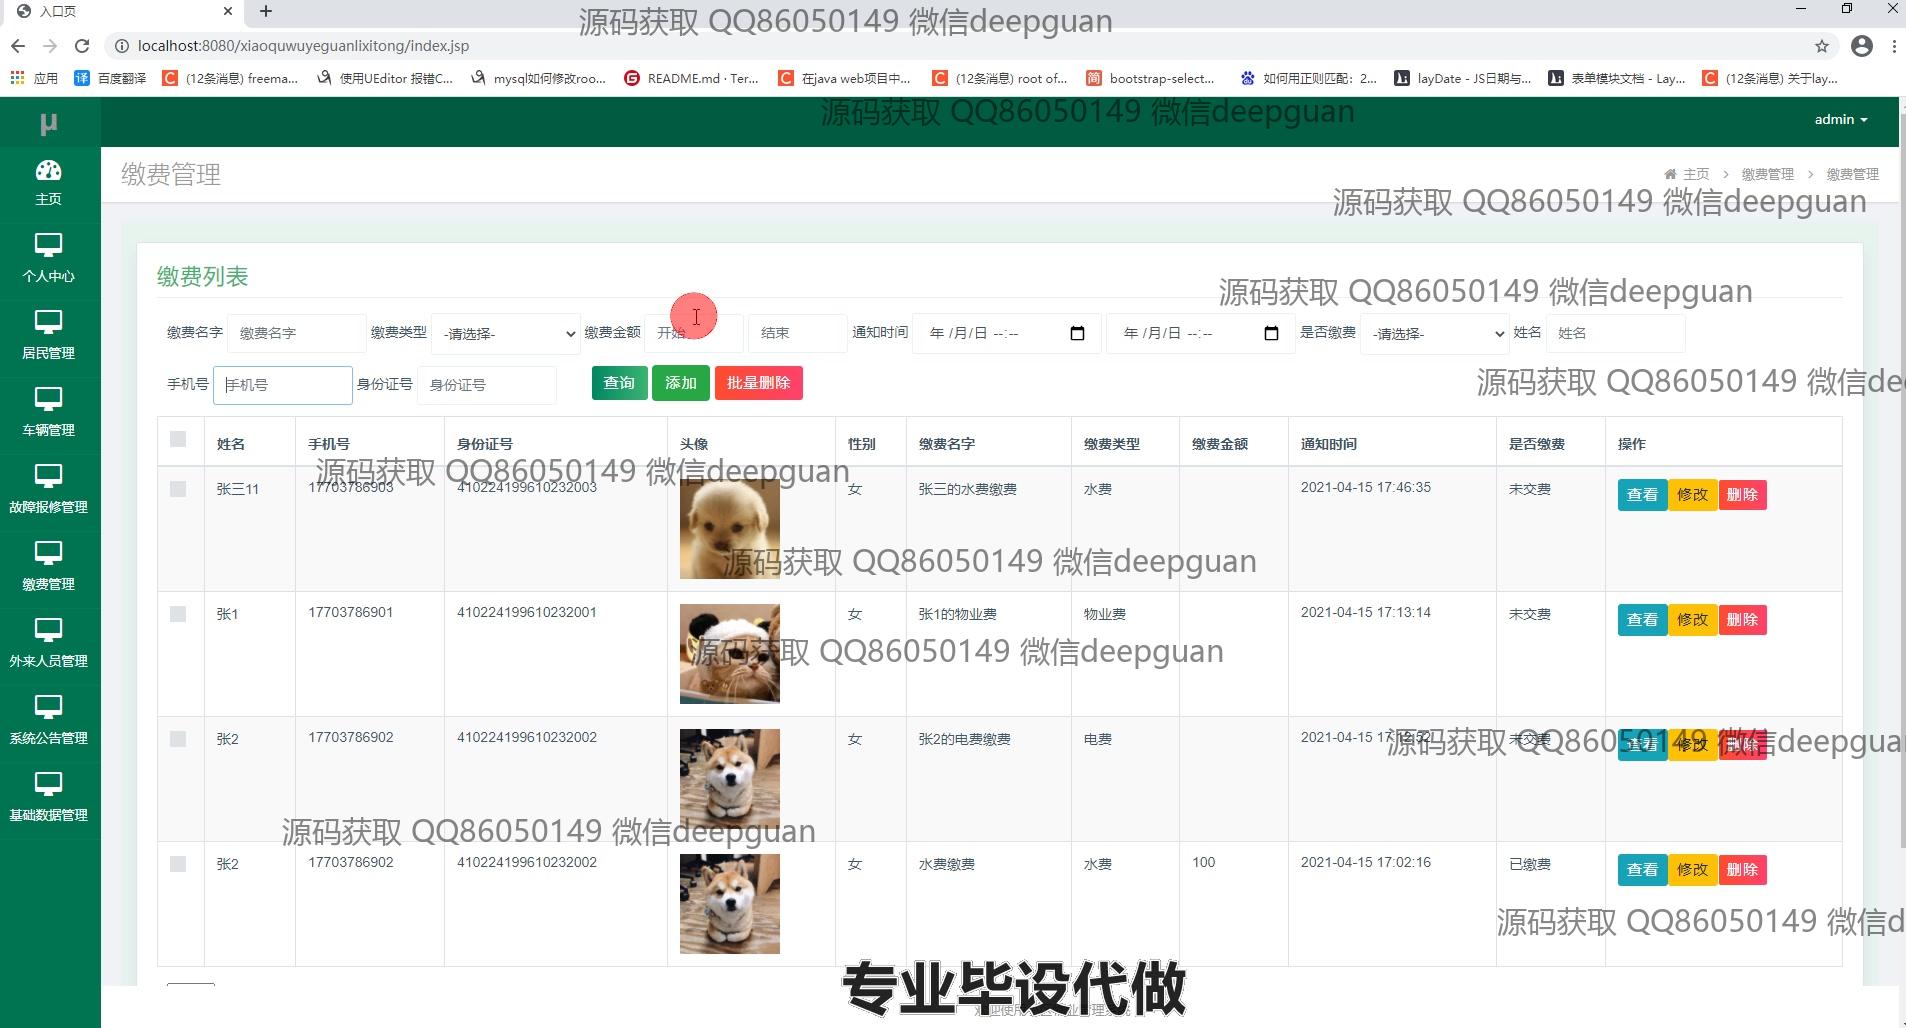 入口页
源码获取 QQ86050149 微信deepguan
localhost:8080/xiaoquwuyeguanlixitong/index.jsp
应用 百度翻译 (12条消息) freema... 使用UEditor 报错C... mysql如何修改roo... README.md · Ter... 在java web项目中... (12条消息) root of... bootstrap-select... 如何用正则匹配：2... layDate - JS日期与... 表单模块文档 - Lay... (12条消息) 关于lay...
源码获取 QQ86050149 微信deepguan
μ admin
主页
个人中心
居民管理
车辆管理
故障报修管理
缴费管理
外来人员管理
系统公告管理
基础数据管理
缴费管理 主页 > 缴费管理 > 缴费管理
源码获取 QQ86050149 微信deepguan
缴费列表
源码获取 QQ86050149 微信deepguan
缴费名字 缴费名字 缴费类型 -请选择- 缴费金额 开始 结束 通知时间 年 /月/日 --:-- 年 /月/日 --:-- 是否缴费 -请选择- 姓名 姓名
手机号 手机号 身份证号 身份证号 查询 添加 批量删除
源码获取 QQ86050149 微信de
姓名 手机号 身份证号 头像 性别 缴费名字 缴费类型 缴费金额 通知时间 是否缴费 操作
源码获取 QQ86050149 微信deepguan
张三11 17703786903 410224199610232003 女 张三的水费缴费 水费 2021-04-15 17:46:35 未交费 查看 修改 删除
源码获取 QQ86050149 微信deepguan
张1 17703786901 410224199610232001 女 张1的物业费 物业费 2021-04-15 17:13:14 未交费 查看 修改 删除
源码获取 QQ86050149 微信deepguan
张2 17703786902 410224199610232002 女 张2的电费缴费 电费 2021-04-15 未交费 查看 修改 删除
源码获取 QQ86050149 微信deepguan
源码获取 QQ86050149 微信deepguan
张2 17703786902 410224199610232002 女 水费缴费 水费 100 2021-04-15 17:02:16 已缴费 查看 修改 删除
源码获取 QQ86050149 微信d
专业毕设代做